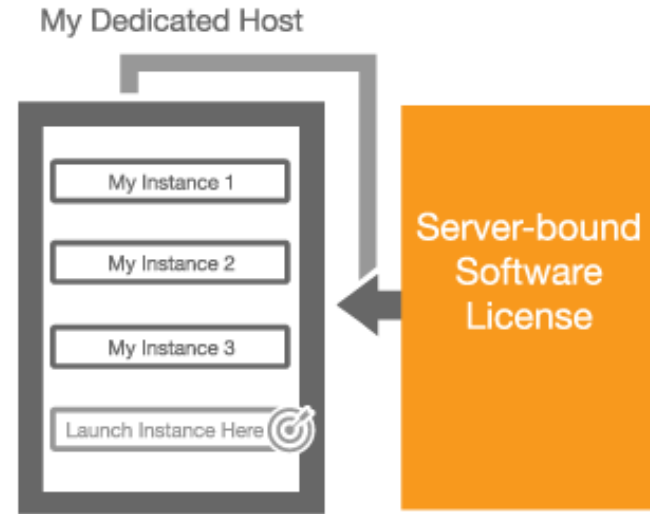 My Dedicated Host
My Instance 1
My Instance 2
My Instance 3
Launch Instance Here
Server-bound
Software
License